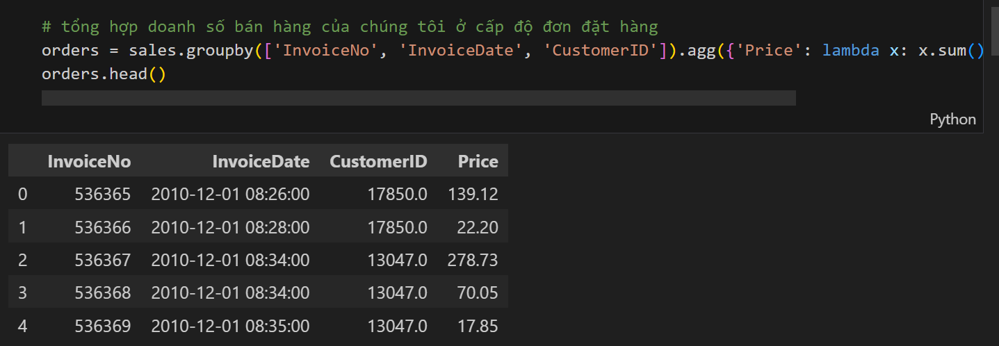 # tổng hợp doanh số bán hàng của chúng tôi ở cấp độ đơn đặt hàng
orders = sales.groupby(['InvoiceNo', 'InvoiceDate', 'CustomerID']).agg({'Price': lambda x: x.sum()
orders.head()
Python
InvoiceNo InvoiceDate CustomerID Price
0 536365 2010-12-01 08:26:00 17850.0 139.12
1 536366 2010-12-01 08:28:00 17850.0 22.20
2 536367 2010-12-01 08:34:00 13047.0 278.73
3 536368 2010-12-01 08:34:00 13047.0 70.05
4 536369 2010-12-01 08:35:00 13047.0 17.85